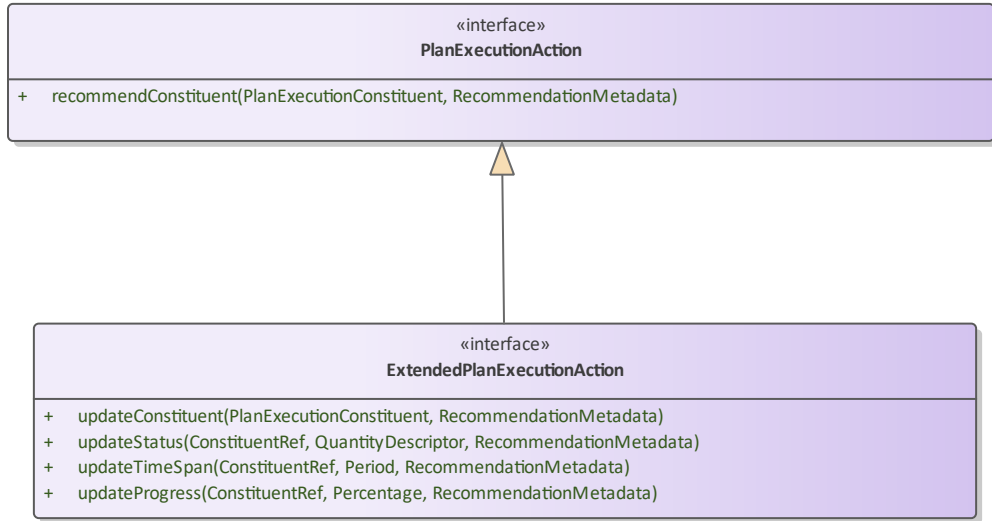 «interface»
PlanExecutionAction
+ recommendConstituent(PlanExecutionConstituent, RecommendationMetadata)
«interface»
ExtendedPlanExecutionAction
+ updateConstituent(PlanExecutionConstituent, RecommendationMetadata)
+ updateStatus(ConstituentRef, QuantityDescriptor, RecommendationMetadata)
+ updateTimeSpan(ConstituentRef, Period, RecommendationMetadata)
+ updateProgress(ConstituentRef, Percentage, RecommendationMetadata)